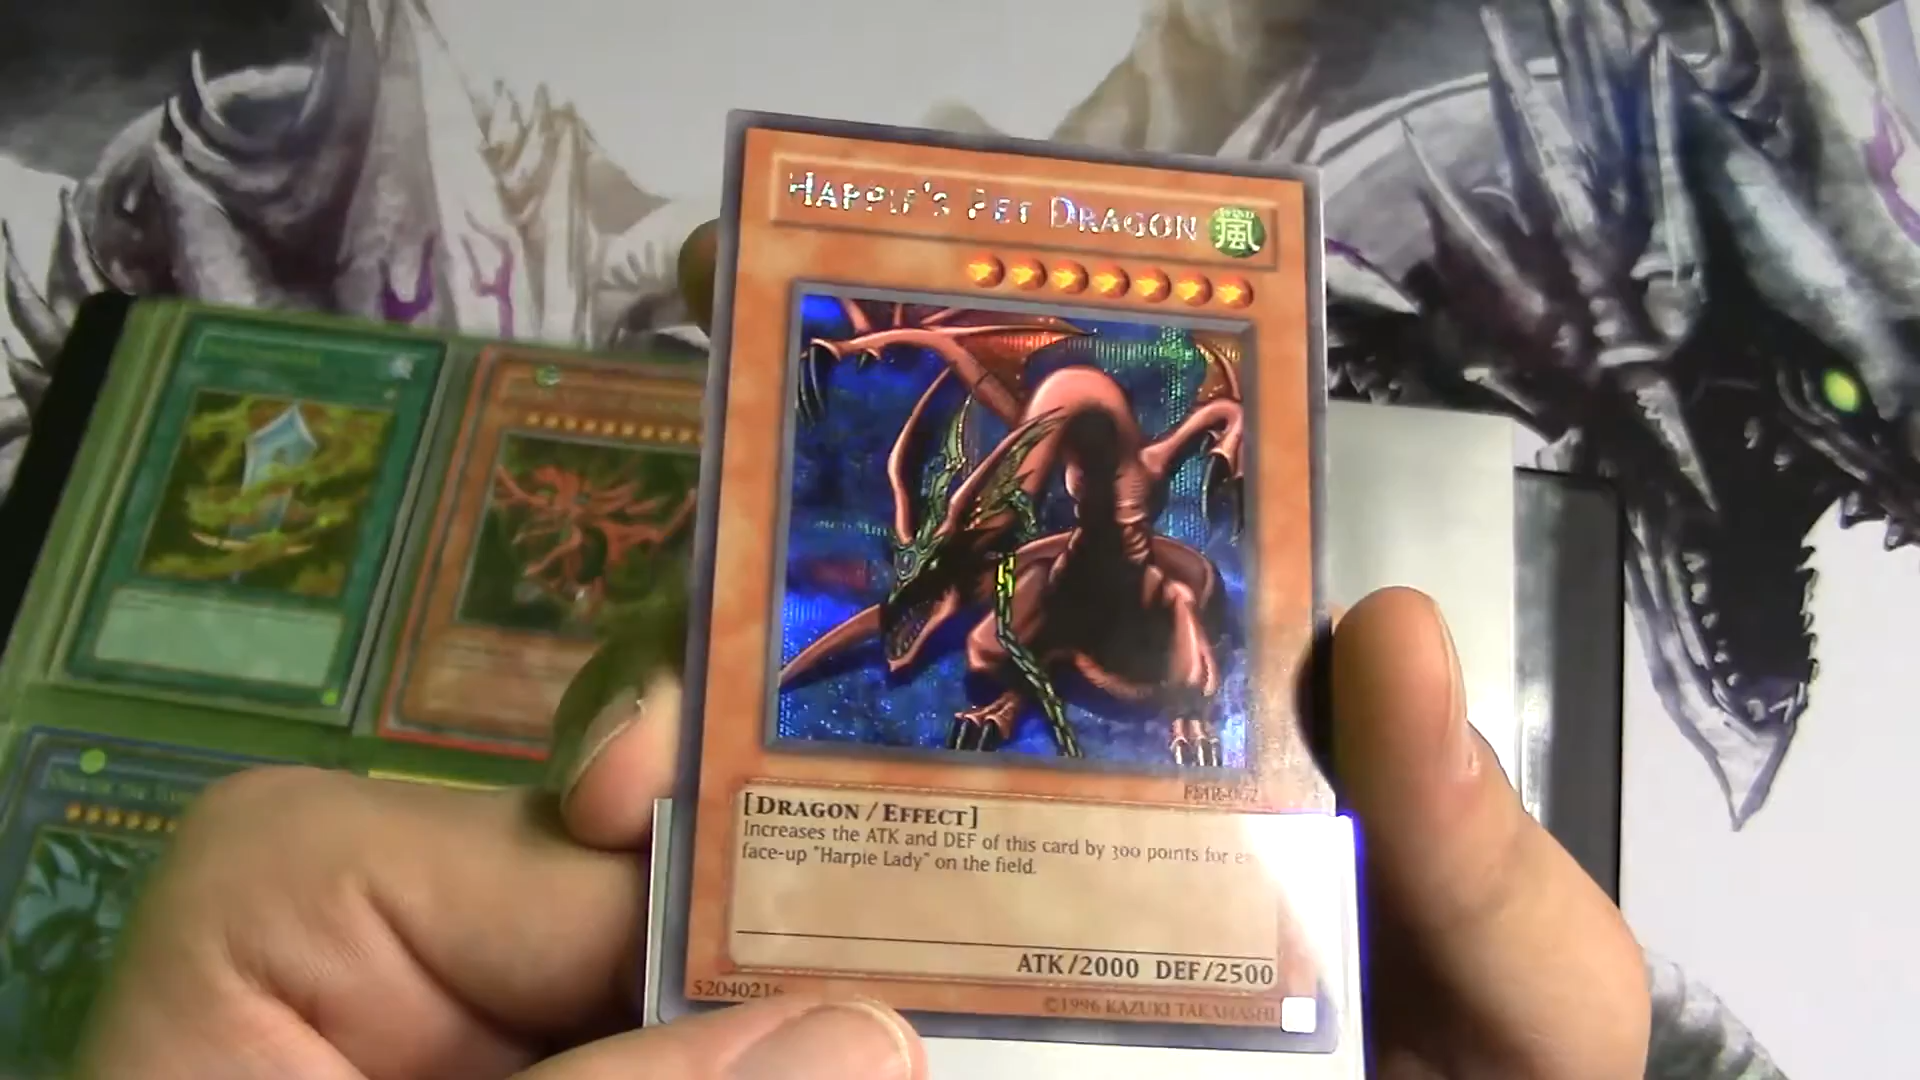 Harpie's Pet Dragon
WIND
風
[Dragon / Effect]
Increases the ATK and DEF of this card by 300 points for
face-up "Harpie Lady" on the field.
ATK/2000 DEF/2500
52040216
©1996 KAZUKI TAKAHASHI